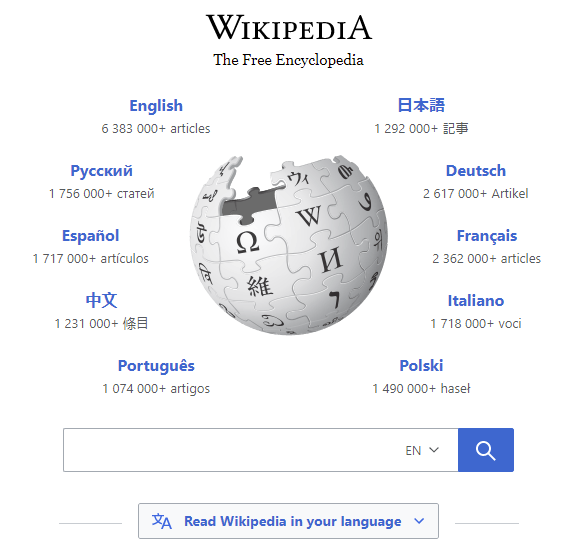 WIKIPEDIA
The Free Encyclopedia
English
6 383 000+ articles
日本語
1 292 000+ 記事
Русский
1 756 000+ статей
Deutsch
2 617 000+ Artikel
Español
1 717 000+ artículos
Français
2 362 000+ articles
中文
1 231 000+ 條目
Italiano
1 718 000+ voci
Português
1 074 000+ artigos
Polski
1 490 000+ haseł
ウィ
Ω
W
И
維
EN
Read Wikipedia in your language